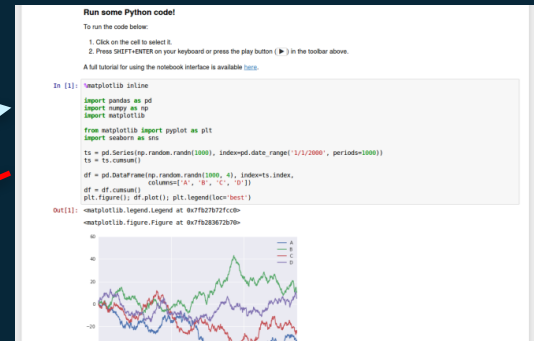 Run some Python code!
To run the code below:
1. Click on the cell to select it.
2. Press SHIFT+ENTER on your keyboard or press the play button (▶) in the toolbar above.
A full tutorial for using the notebook interface is available here.
In [1]: %matplotlib inline
import pandas as pd
import numpy as np
import matplotlib
from matplotlib import pyplot as plt
import seaborn as sns
ts = pd.Series(np.random.randn(1000), index=pd.date_range('1/1/2000', periods=1000))
ts = ts.cumsum()
df = pd.DataFrame(np.random.randn(1000, 4), index=ts.index,
columns=['A', 'B', 'C', 'D'])
df = df.cumsum()
plt.figure(); df.plot(); plt.legend(loc='best')
Out[1]: <matplotlib.legend.Legend at 0x7fb27b72fcc0>
<matplotlib.figure.Figure at 0x7fb283672b70>
60
A
B
40
C
D
20
0
−20